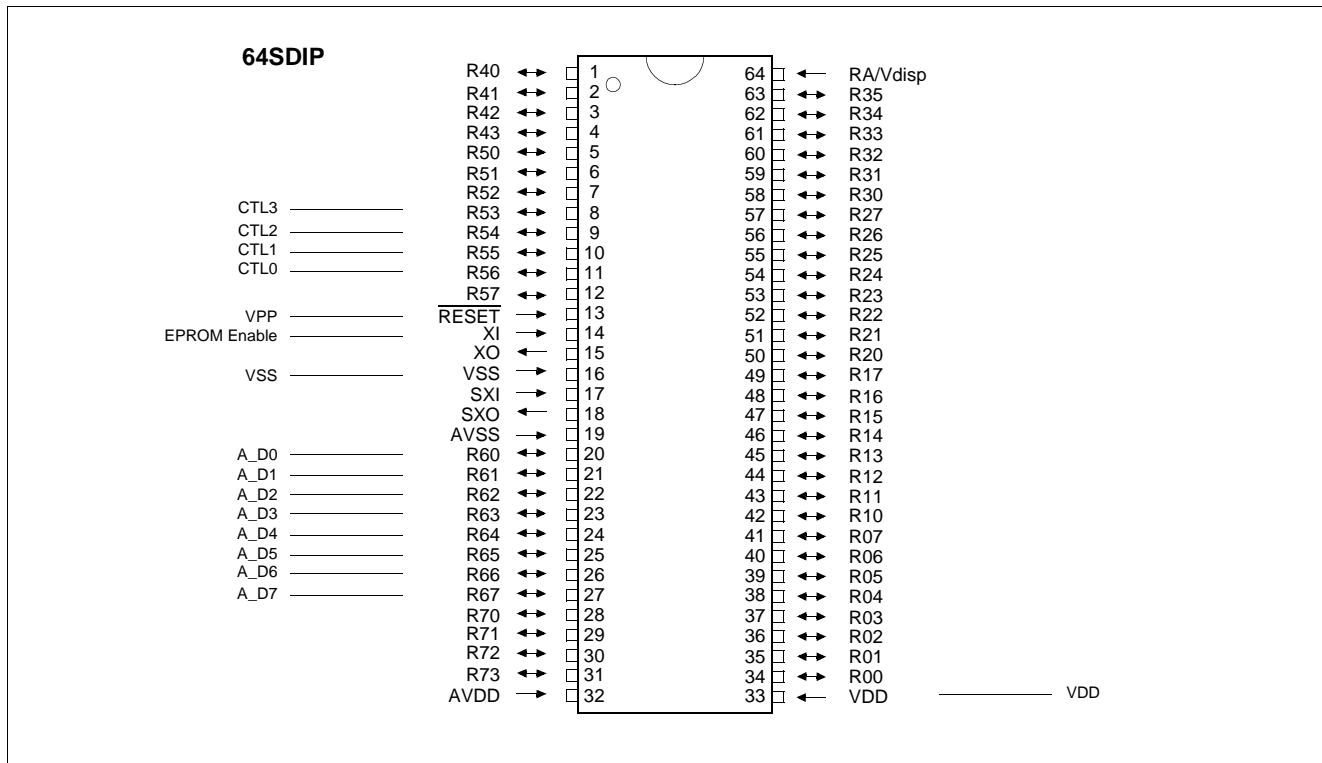 64SDIP
R40 1 64 RA/Vdisp
R41 2 63 R35
R42 3 62 R34
R43 4 61 R33
R50 5 60 R32
R51 6 59 R31
R52 7 58 R30
CTL3 R53 8 57 R27
CTL2 R54 9 56 R26
CTL1 R55 10 55 R25
CTL0 R56 11 54 R24
R57 12 53 R23
VPP RESET 13 52 R22
EPROM Enable XI 14 51 R21
XO 15 50 R20
VSS VSS 16 49 R17
SXI 17 48 R16
SXO 18 47 R15
AVSS 19 46 R14
A_D0 R60 20 45 R13
A_D1 R61 21 44 R12
A_D2 R62 22 43 R11
A_D3 R63 23 42 R10
A_D4 R64 24 41 R07
A_D5 R65 25 40 R06
A_D6 R66 26 39 R05
A_D7 R67 27 38 R04
R70 28 37 R03
R71 29 36 R02
R72 30 35 R01
R73 31 34 R00
AVDD 32 33 VDD VDD